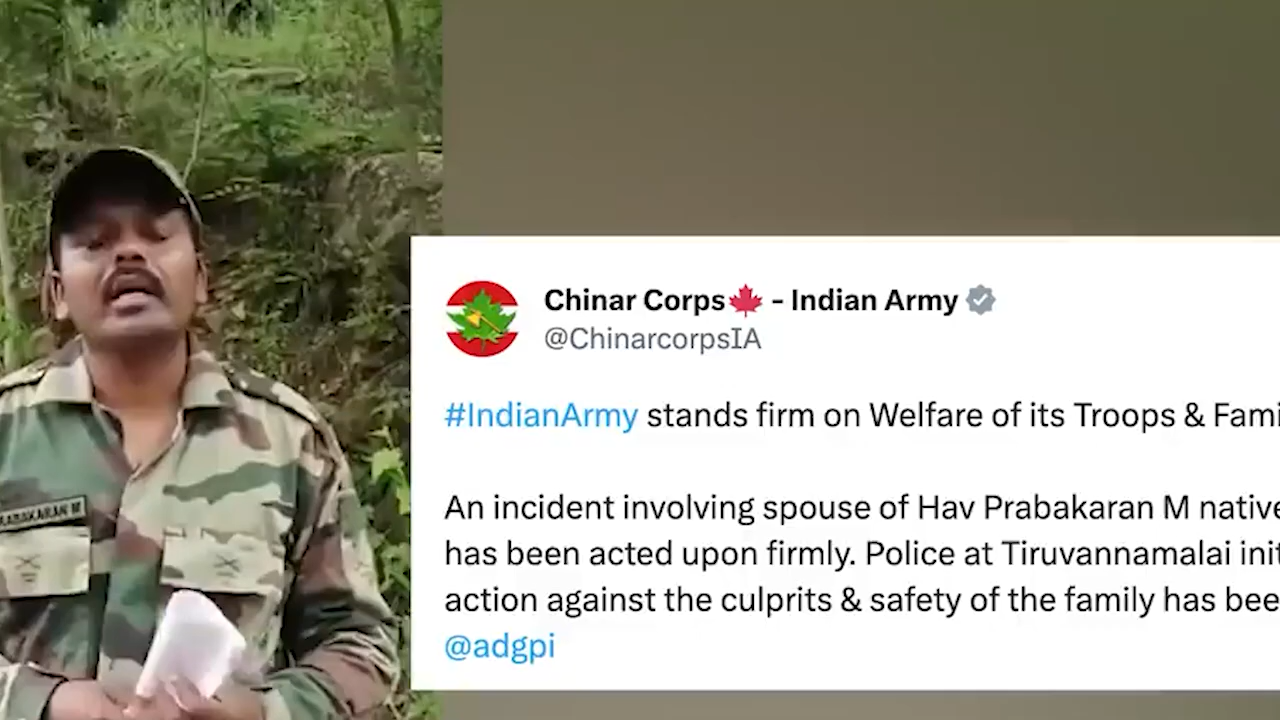 Chinar Corps🍁 - Indian Army
@ChinarcorpsIA
#IndianArmy stands firm on Welfare of its Troops & Fami
An incident involving spouse of Hav Prabakaran M native
has been acted upon firmly. Police at Tiruvannamalai init
action against the culprits & safety of the family has bee
@adgpi
RABAKARAN M